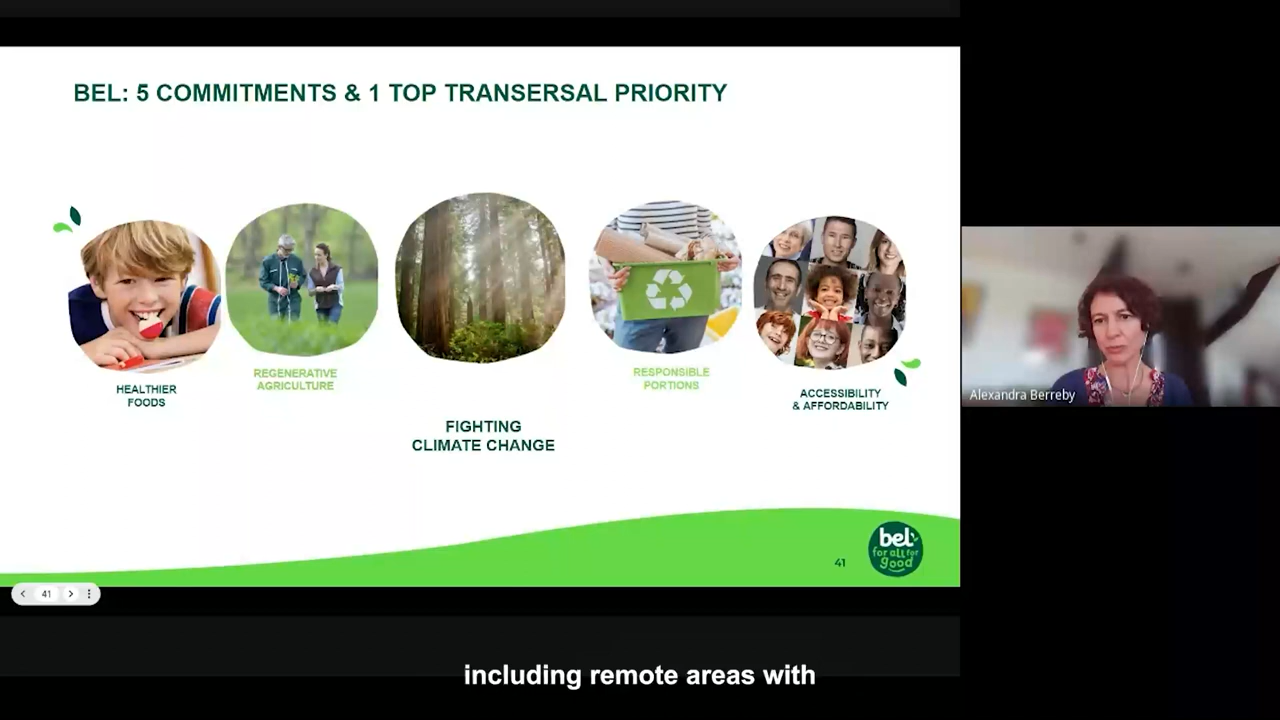 BEL: 5 COMMITMENTS & 1 TOP TRANSERSAL PRIORITY
HEALTHIER
FOODS
REGENERATIVE
AGRICULTURE
FIGHTING
CLIMATE CHANGE
RESPONSIBLE
PORTIONS
ACCESSIBILITY
& AFFORDABILITY
Alexandra Berreby
41
bel
for all for
good
41
including remote areas with